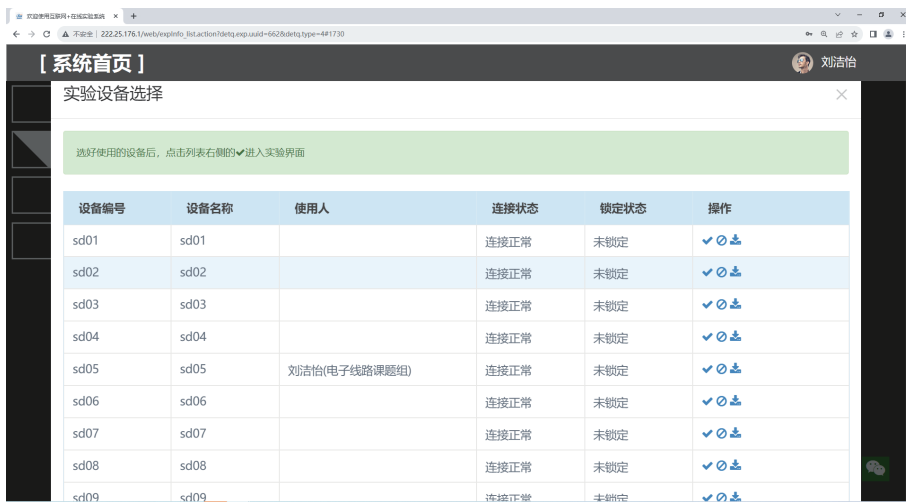 欢迎使用互联网+在线实验系统
不安全 | 222.25.176.1/web/expInfo_list.action?detq.exp.uuid=662&detq.type=4#1730
[ 系统首页 ]
刘洁怡
实验设备选择
选好使用的设备后，点击列表右侧的✔进入实验界面
设备编号 设备名称 使用人 连接状态 锁定状态 操作
sd01 sd01 连接正常 未锁定
sd02 sd02 连接正常 未锁定
sd03 sd03 连接正常 未锁定
sd04 sd04 连接正常 未锁定
sd05 sd05 刘洁怡(电子线路课题组) 连接正常 未锁定
sd06 sd06 连接正常 未锁定
sd07 sd07 连接正常 未锁定
sd08 sd08 连接正常 未锁定
sd09 sd09 连接正常 未锁定